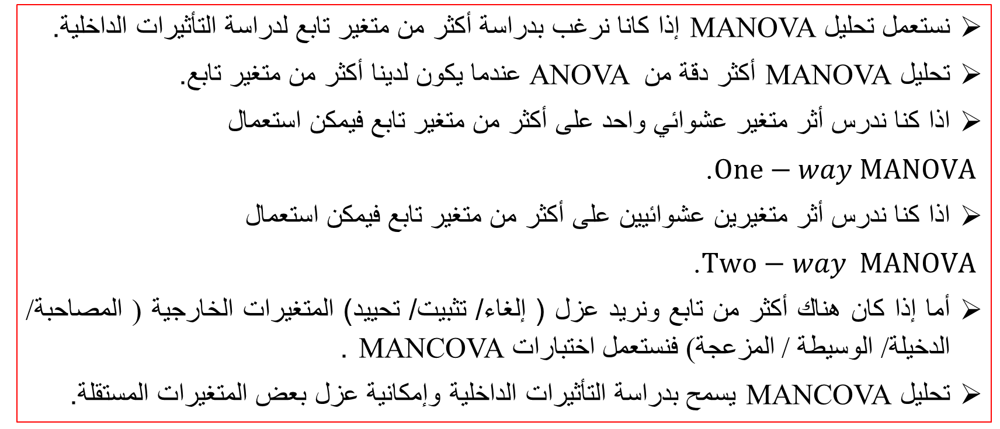 ➢ نستعمل تحليل MANOVA إذا كانا نرغب بدراسة أكثر من متغير تابع لدراسة التأثيرات الداخلية.
➢ تحليل MANOVA أكثر دقة من ANOVA عندما يكون لدينا أكثر من متغير تابع.
➢ اذا كنا ندرس أثر متغير عشوائي واحد على أكثر من متغير تابع فيمكن استعمال
One − way MANOVA.
➢ اذا كنا ندرس أثر متغيرين عشوائيين على أكثر من متغير تابع فيمكن استعمال
Two − way MANOVA.
➢ أما إذا كان هناك أكثر من تابع ونريد عزل ( إلغاء/ تثبيت/ تحييد) المتغيرات الخارجية ( المصاحبة/
الدخيلة/ الوسيطة / المزعجة) فنستعمل اختبارات MANCOVA .
➢ تحليل MANCOVA يسمح بدراسة التأثيرات الداخلية وإمكانية عزل بعض المتغيرات المستقلة.